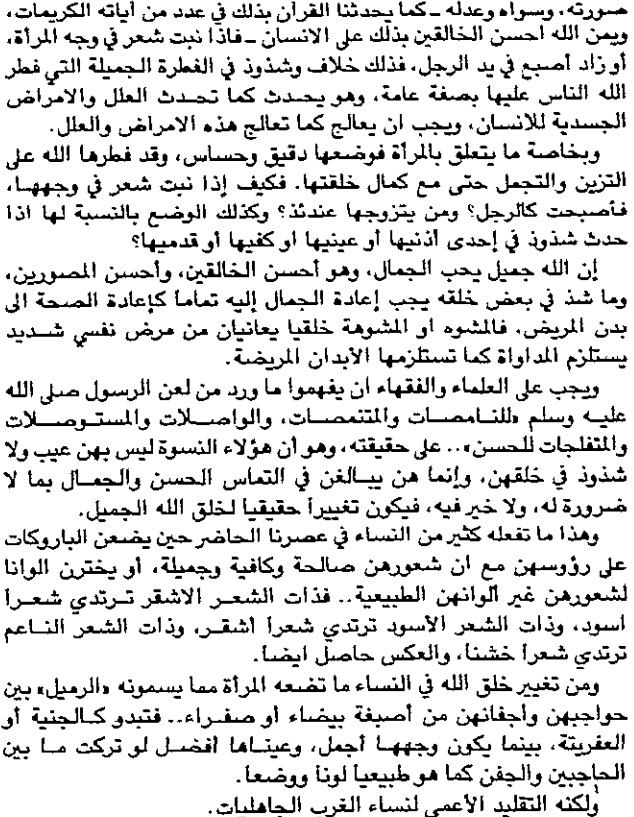 صورته، وسواه وعدله ـ كما يحدثنا القرآن بذلك في عدد من آياته الكريمات،
ويمن الله احسن الخالقين بذلك على الانسان ـ فاذا نبت شعر في وجه المرأة،
أو زاد أصبع في يد الرجل، فذلك خلاف وشذوذ في الفطرة الجميلة التي فطر
الله الناس عليها بصفة عامة، وهو يحدث كما تحدث العلل والامراض
الجسدية للانسان، ويجب ان يعالج كما تعالج هذه الامراض والعلل.
وبخاصة ما يتعلق بالمرأة فوضعها دقيق وحساس، وقد فطرها الله على
التزين والتجمل حتى مع كمال خلقتها. فكيف إذا نبت شعر في وجهها،
فأصبحت كالرجل؟ ومن يتزوجها عندئذ؟ وكذلك الوضع بالنسبة لها اذا
حدث شذوذ في إحدى أذنيها أو عينيها او كفيها أو قدميها؟
إن الله جميل يحب الجمال، وهو أحسن الخالقين، وأحسن المصورين،
وما شذ في بعض خلقه يجب إعادة الجمال إليه تماما كإعادة الصحة الى
بدن المريض. فالمشوه او المشوهة خلقيا يعانيان من مرض نفسي شديد
يستلزم المداواة كما تستلزمها الأبدان المريضة.
ويجب على العلماء والفقهاء ان يفهموا ما ورد من لعن الرسول صلى الله
عليه وسلم «للنامصات والمتنمصات، والواصلات والمستوصلات
والمتفلجات للحسن».. على حقيقته، وهو أن هؤلاء النسوة ليس بهن عيب ولا
شذوذ في خلقهن، وإنما هن يبالغن في التماس الحسن والجمال بما لا
ضرورة له، ولا خير فيه، فيكون تغييرا حقيقيا لخلق الله الجميل.
وهذا ما تفعله كثير من النساء في عصرنا الحاضر حين يضعن الباروكات
على رؤوسهن مع ان شعورهن صالحة وكافية وجميلة، أو يخترن الوانا
لشعورهن غير ألوانهن الطبيعية.. فذات الشعر الاشقر ترتدي شعرا
اسود، وذات الشعر الأسود ترتدي شعرا أشقر، وذات الشعر الناعم
ترتدي شعرا خشنا، والعكس حاصل ايضا.
ومن تغيير خلق الله في النساء ما تضعه المرأة مما يسمونه «الرميل» بين
حواجبهن وأجفانهن من أصبغة بيضاء أو صفراء.. فتبدو كالجنية أو
العفريتة، بينما يكون وجهها أجمل، وعيناها أفضل لو تركت ما بين
الحاجبين والجفن كما هو طبيعيا لونا ووضعا.
ولكنه التقليد الأعمى لنساء الغرب الجاهليات.